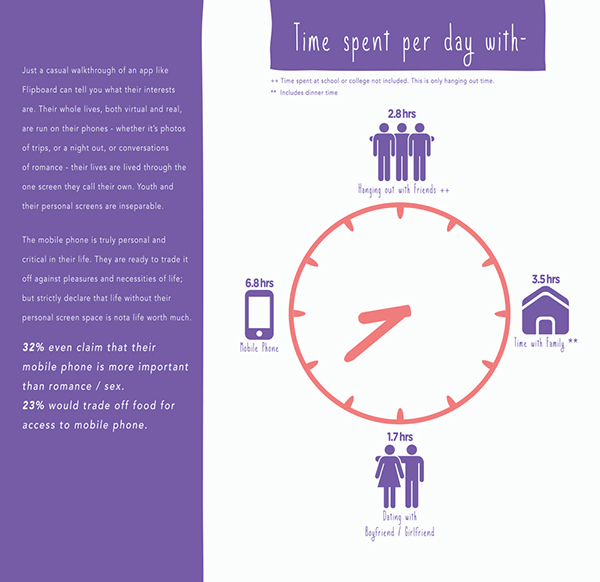 Just a casual walkthrough of an app like
Flipboard can tell you what their interests
are. Their whole lives, both virtual and real,
are run on their phones - whether it's photos
of trips, or a night out, or conversations
of romance - their lives are lived through the
one screen they call their own. Youth and
their personal screens are inseparable.
The mobile phone is truly personal and
critical in their life. They are ready to trade it
off against pleasures and necessities of life;
but strictly declare that life without their
personal screen space is nota life worth much.
32% even claim that their
mobile phone is more important
than romance / sex.
23% would trade off food for
access to mobile phone.
Time spent per day with-
++ Time spent at school or college not included. This is only hanging out time.
** Includes dinner time
2.8 hrs
Hanging out with friends ++
6.8 hrs
Mobile Phone
3.5 hrs
Time with Family **
1.7 hrs
Dating with
Boyfriend / Girlfriend